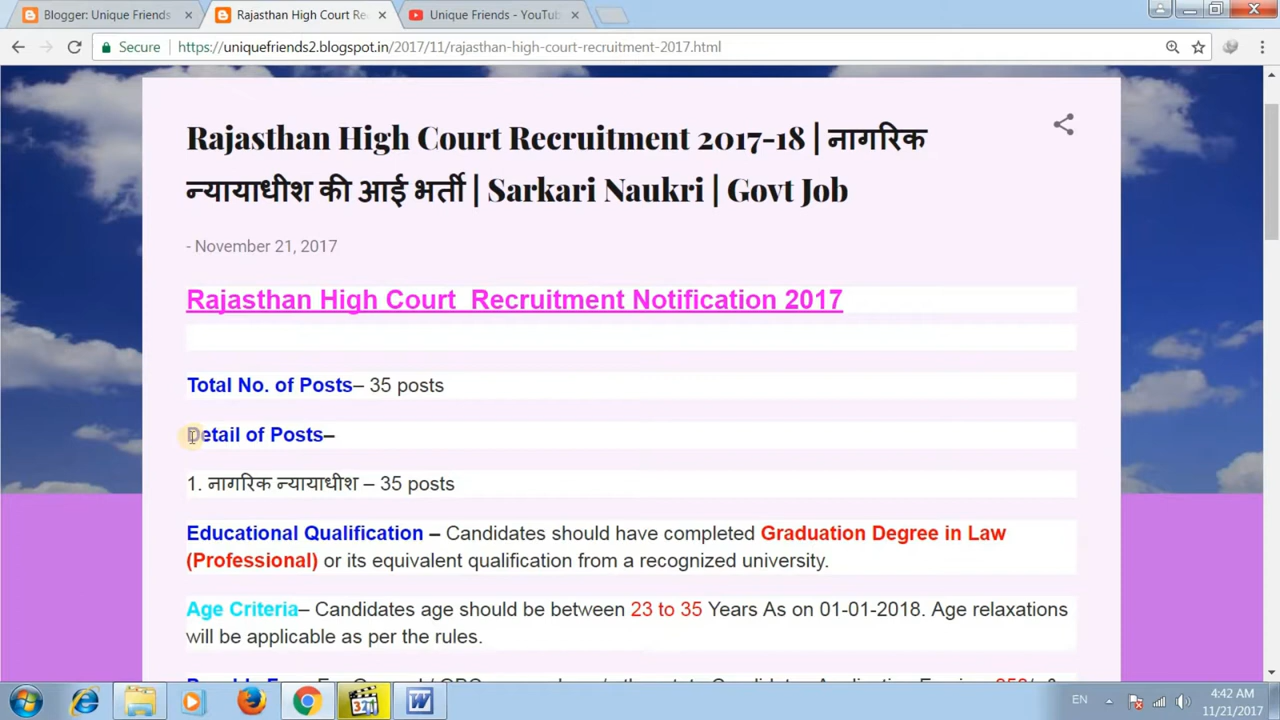 Blogger: Unique Friends
Rajasthan High Court Re
Unique Friends - YouTub
Secure
https://uniquefriends2.blogspot.in/2017/11/rajasthan-high-court-recruitment-2017.html
Rajasthan High Court Recruitment 2017-18 | नागरिक
न्यायाधीश की आई भर्ती | Sarkari Naukri | Govt Job
- November 21, 2017
Rajasthan High Court Recruitment Notification 2017
Total No. of Posts– 35 posts
Detail of Posts–
1. नागरिक न्यायाधीश – 35 posts
Educational Qualification – Candidates should have completed Graduation Degree in Law
(Professional) or its equivalent qualification from a recognized university.
Age Criteria– Candidates age should be between 23 to 35 Years As on 01-01-2018. Age relaxations
will be applicable as per the rules.
321
EN
4:42 AM
11/21/2017